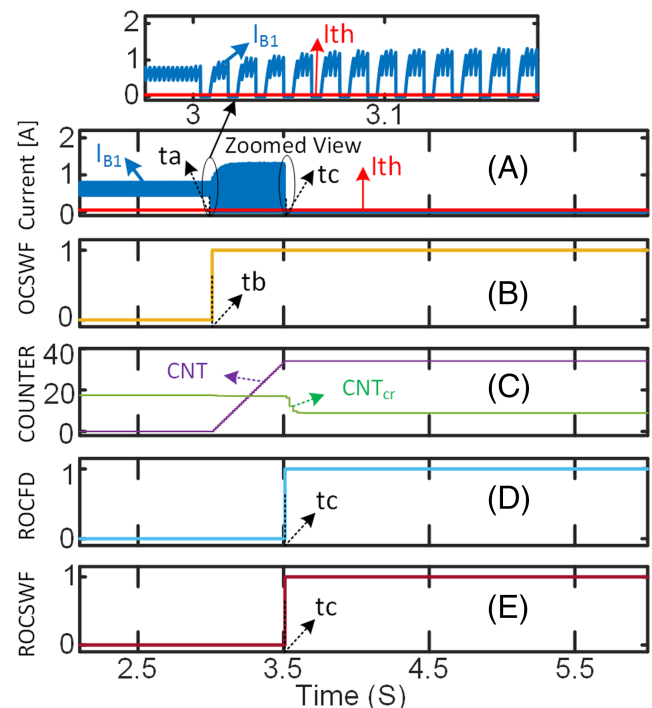 2
1
0
I_B1
Ith
3
3.1
Current [A]
2
1
0
I_B1
ta
Zoomed View
tc
Ith
(A)
OCSWF
1
0
tb
(B)
COUNTER
40
20
0
CNT
CNT_cr
(C)
ROCFD
1
0
tc
(D)
ROCSWF
1
0
tc
(E)
2.5
3.5
4.5
5.5
Time (S)